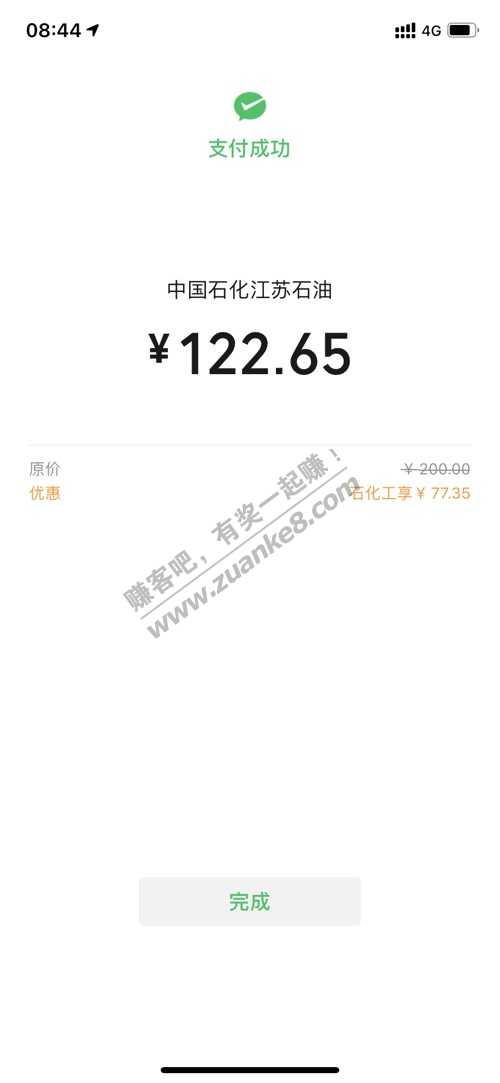 08:44 4G
支付成功
中国石化江苏石油
¥122.65
原价 ¥ 200.00
优惠 石化工享¥ 77.35
赚客吧，有奖一起赚！
www.zuanke8.com
完成